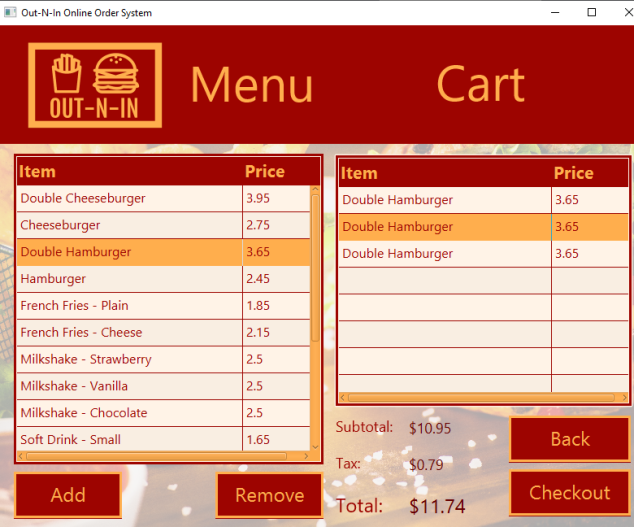 Out-N-In Online Order System
OUT-N-IN
Menu
Cart
Item Price
Double Cheeseburger 3.95
Cheeseburger 2.75
Double Hamburger 3.65
Hamburger 2.45
French Fries - Plain 1.85
French Fries - Cheese 2.15
Milkshake - Strawberry 2.5
Milkshake - Vanilla 2.5
Milkshake - Chocolate 2.5
Soft Drink - Small 1.65
Add
Remove
Item Price
Double Hamburger 3.65
Double Hamburger 3.65
Double Hamburger 3.65
Subtotal: $10.95
Tax: $0.79
Total: $11.74
Back
Checkout